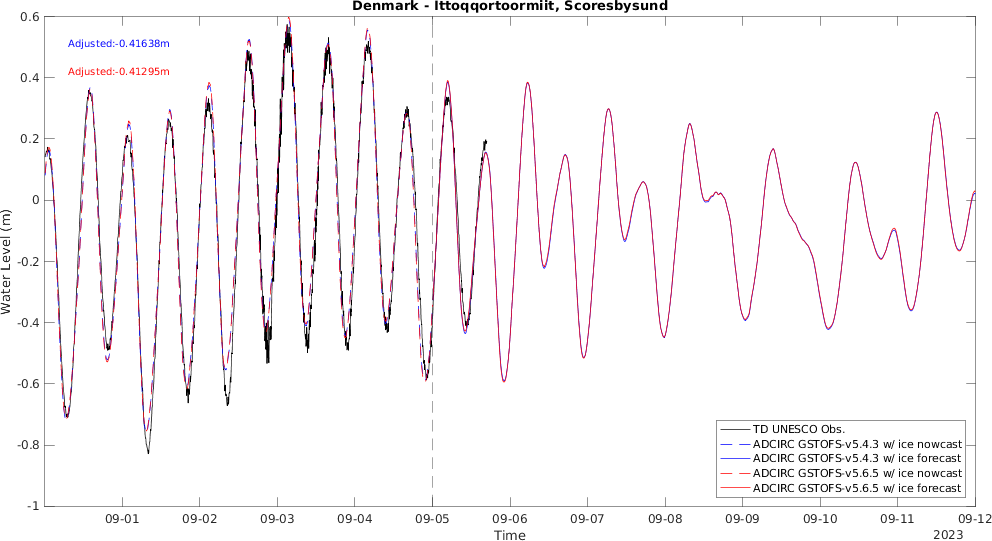 Denmark - Ittoqqortoormiit, Scoresbysund
0.6
0.4
0.2
0
-0.2
-0.4
-0.6
-0.8
-1
Water Level (m)
Adjusted:-0.41638m
Adjusted:-0.41295m
TD UNESCO Obs.
ADCIRC GSTOFS-v5.4.3 w/ ice nowcast
ADCIRC GSTOFS-v5.4.3 w/ ice forecast
ADCIRC GSTOFS-v5.6.5 w/ ice nowcast
ADCIRC GSTOFS-v5.6.5 w/ ice forecast
09-01 09-02 09-03 09-04 09-05 09-06 09-07 09-08 09-09 09-10 09-11 09-12
Time
2023